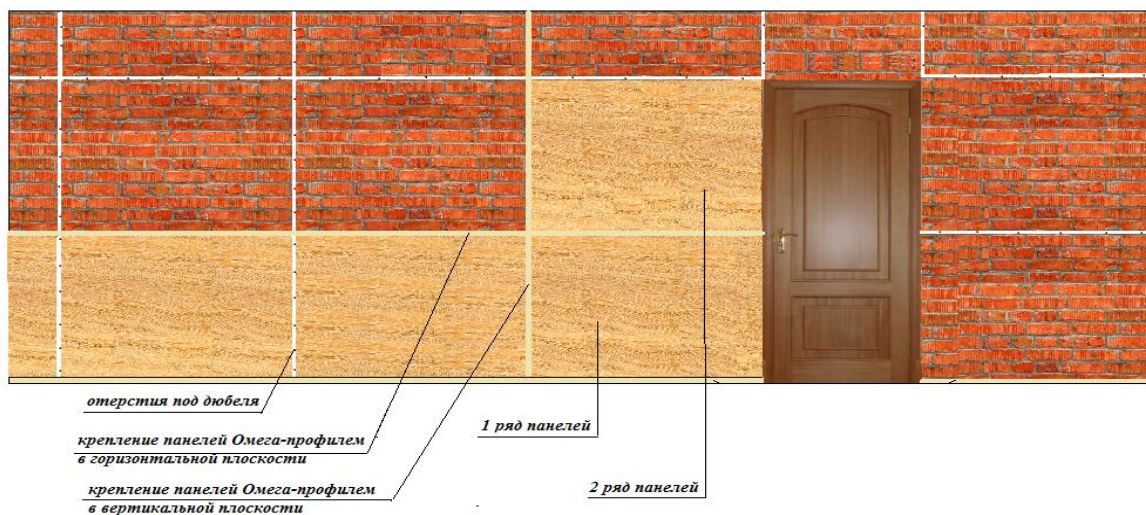 отерстия под дюбеля
крепление панелей Омега-профилем
в горизонтальной плоскости
1 ряд панелей
крепление панелей Омега-профилем
в вертикальной плоскости
2 ряд панелей